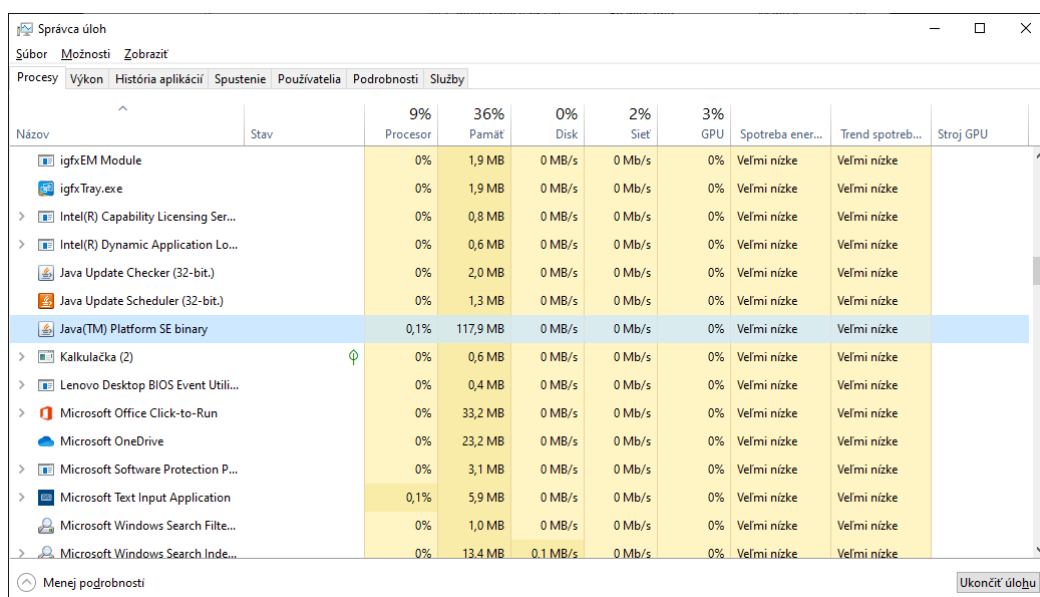 Správca úloh
Súbor Možnosti Zobraziť
Procesy Výkon História aplikácií Spustenie Používatelia Podrobnosti Služby
9% 36% 0% 2% 3%
Názov Stav Procesor Pamäť Disk Sieť GPU Spotreba ener... Trend spotreb... Stroj GPU
igfxEM Module 0% 1,9 MB 0 MB/s 0 Mb/s 0% Veľmi nízke Veľmi nízke
igfxTray.exe 0% 1,9 MB 0 MB/s 0 Mb/s 0% Veľmi nízke Veľmi nízke
Intel(R) Capability Licensing Ser... 0% 0,8 MB 0 MB/s 0 Mb/s 0% Veľmi nízke Veľmi nízke
Intel(R) Dynamic Application Lo... 0% 0,6 MB 0 MB/s 0 Mb/s 0% Veľmi nízke Veľmi nízke
Java Update Checker (32-bit.) 0% 2,0 MB 0 MB/s 0 Mb/s 0% Veľmi nízke Veľmi nízke
Java Update Scheduler (32-bit.) 0% 1,3 MB 0 MB/s 0 Mb/s 0% Veľmi nízke Veľmi nízke
Java(TM) Platform SE binary 0,1% 117,9 MB 0 MB/s 0 Mb/s 0% Veľmi nízke Veľmi nízke
Kalkulačka (2) 0% 0,6 MB 0 MB/s 0 Mb/s 0% Veľmi nízke Veľmi nízke
Lenovo Desktop BIOS Event Utili... 0% 0,4 MB 0 MB/s 0 Mb/s 0% Veľmi nízke Veľmi nízke
Microsoft Office Click-to-Run 0% 33,2 MB 0 MB/s 0 Mb/s 0% Veľmi nízke Veľmi nízke
Microsoft OneDrive 0% 23,2 MB 0 MB/s 0 Mb/s 0% Veľmi nízke Veľmi nízke
Microsoft Software Protection P... 0% 3,1 MB 0 MB/s 0 Mb/s 0% Veľmi nízke Veľmi nízke
Microsoft Text Input Application 0,1% 5,9 MB 0 MB/s 0 Mb/s 0% Veľmi nízke Veľmi nízke
Microsoft Windows Search Filte... 0% 1,0 MB 0 MB/s 0 Mb/s 0% Veľmi nízke Veľmi nízke
Microsoft Windows Search Inde... 0% 13,4 MB 0,1 MB/s 0 Mb/s 0% Veľmi nízke Veľmi nízke
Menej podrobností Ukončiť úlohu